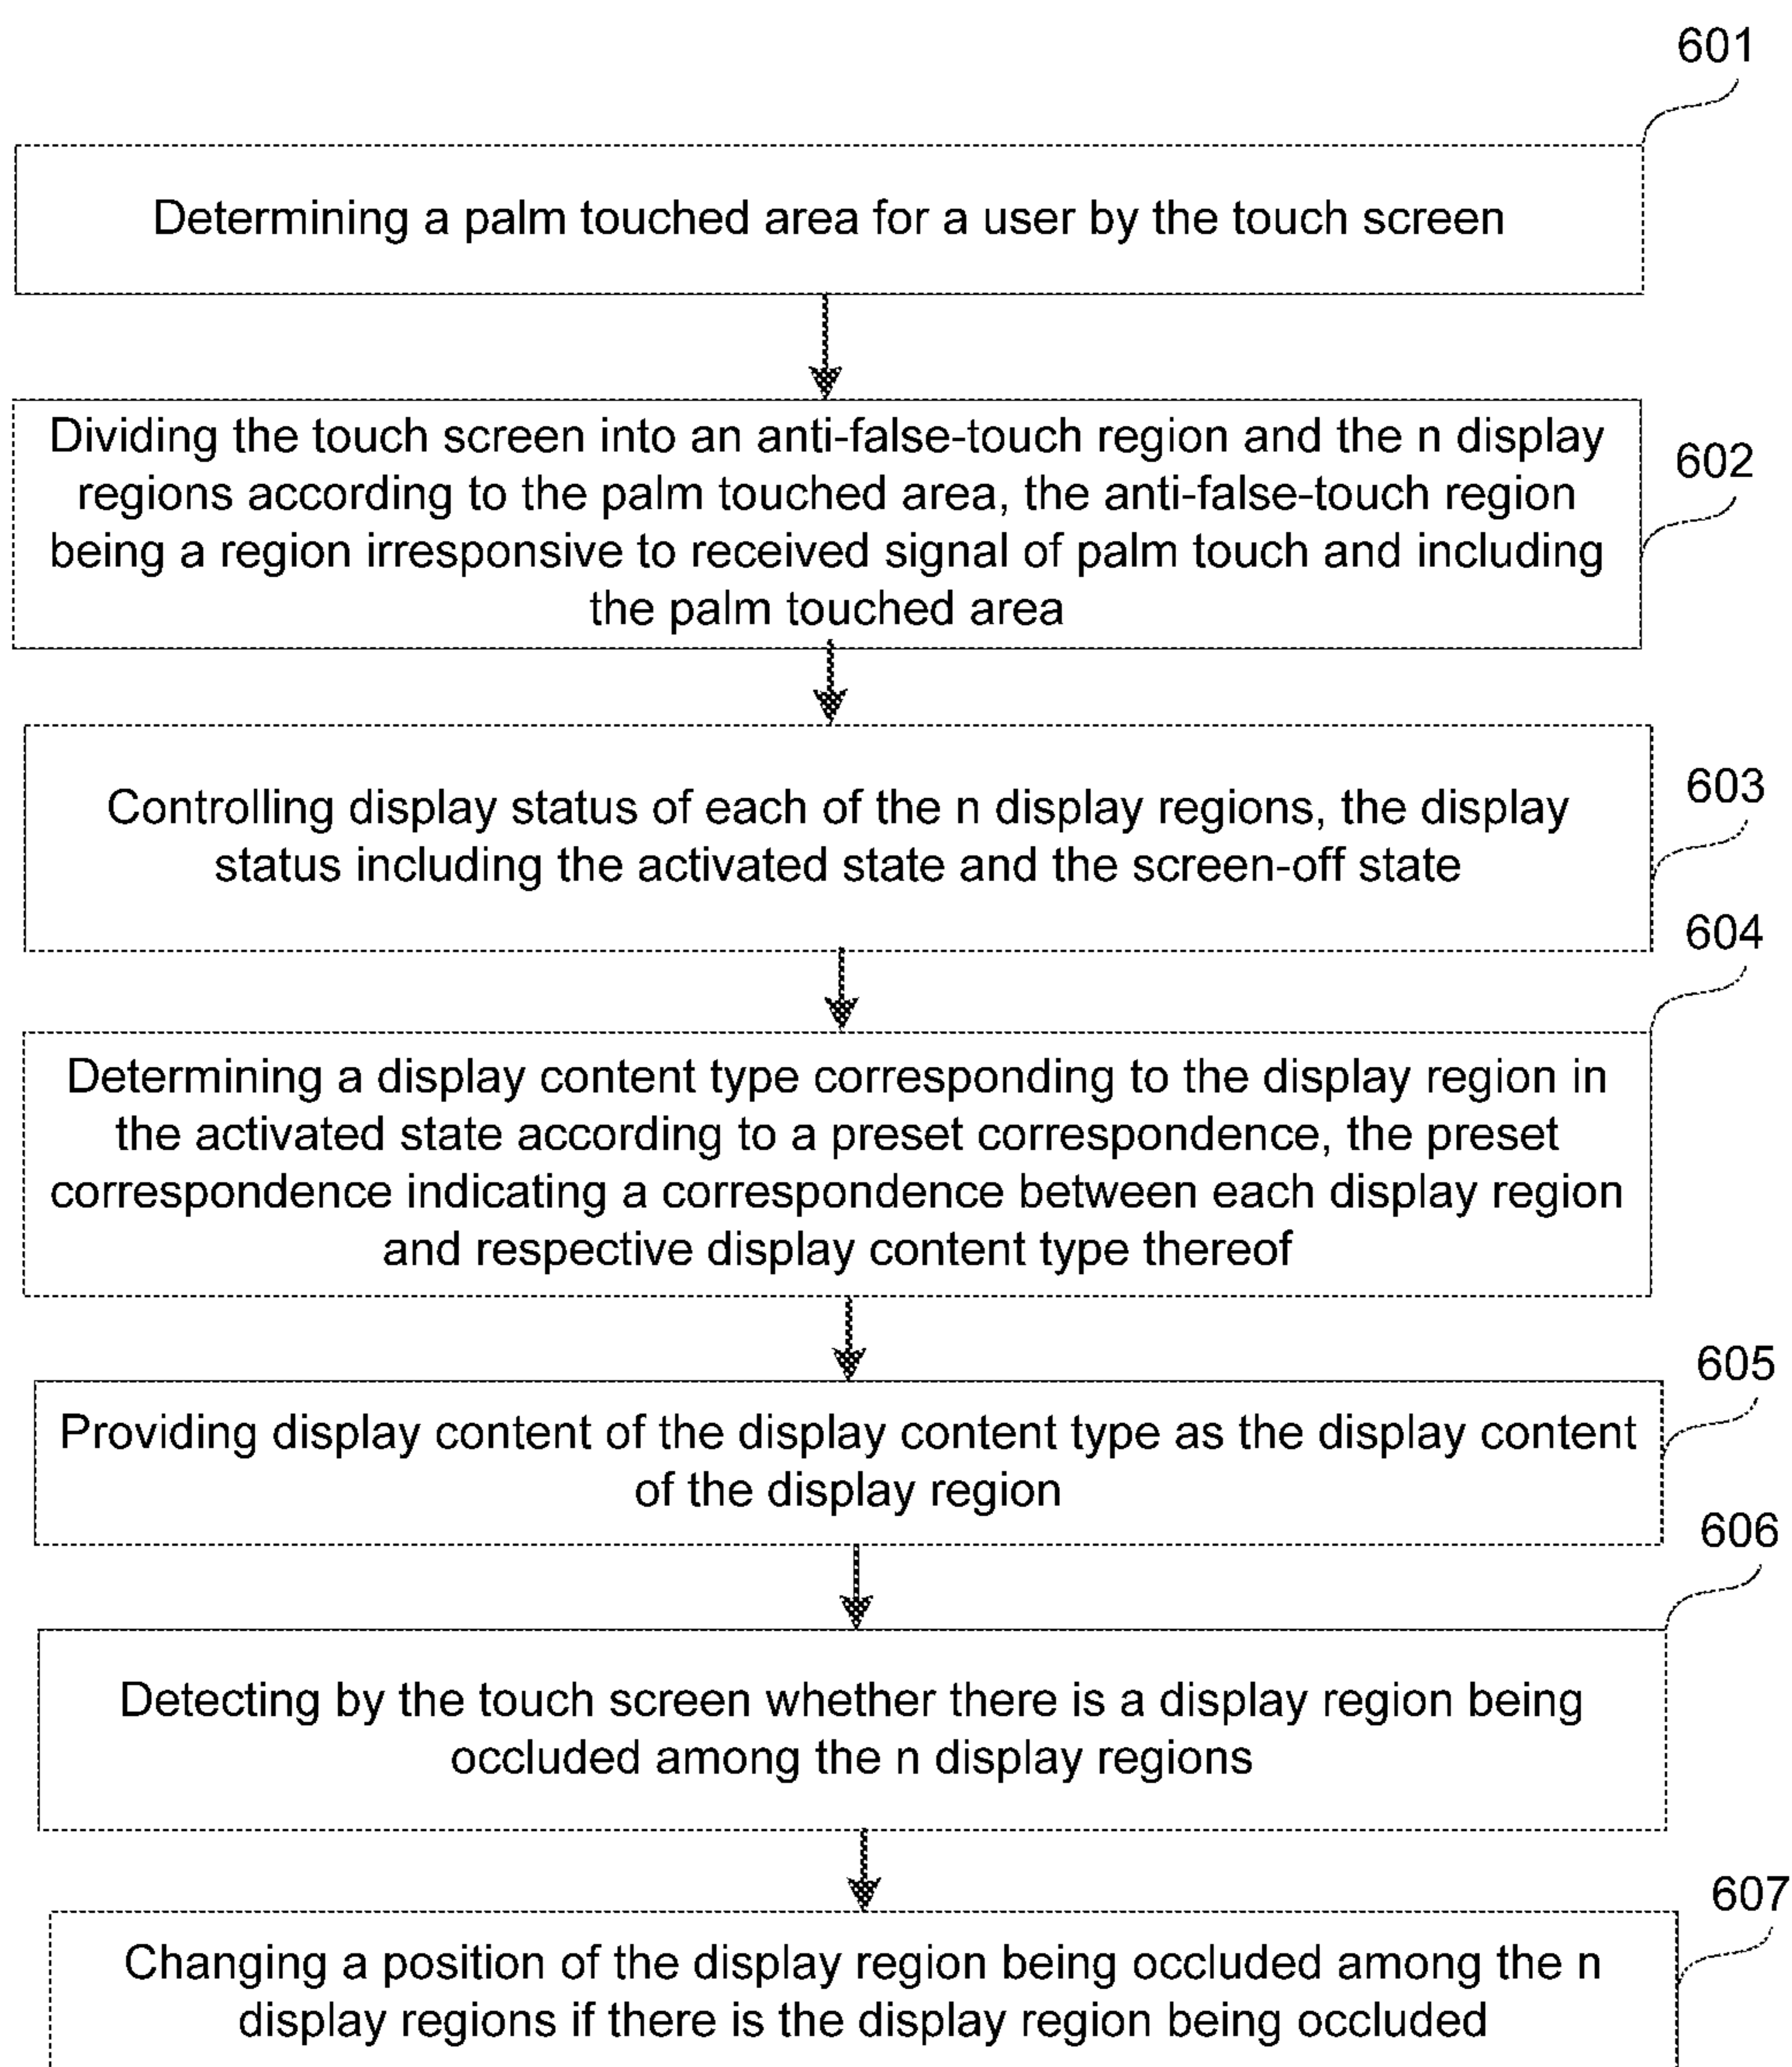 601
Determining a palm touched area for a user by the touch screen
Dividing the touch screen into an anti-false-touch region and the n display
regions according to the palm touched area, the anti-false-touch region
being a region irresponsive to received signal of palm touch and including
the palm touched area
602
Controlling display status of each of the n display regions, the display
status including the activated state and the screen-off state
603
604
Determining a display content type corresponding to the display region in
the activated state according to a preset correspondence, the preset
correspondence indicating a correspondence between each display region
and respective display content type thereof
605
Providing display content of the display content type as the display content
of the display region
606
Detecting by the touch screen whether there is a display region being
occluded among the n display regions
607
Changing a position of the display region being occluded among the n
display regions if there is the display region being occluded